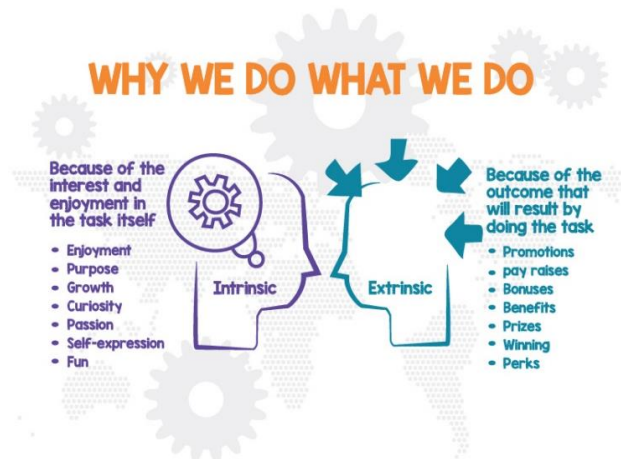 WHY WE DO WHAT WE DO
Because of the
interest and
enjoyment in
the task itself
• Enjoyment
• Purpose
• Growth
• Curiosity
• Passion
• Self-expression
• Fun
Intrinsic
Extrinsic
Because of the
outcome that
will result by
doing the task
• Promotions
• pay raises
• Bonuses
• Benefits
• Prizes
• Winning
• Perks